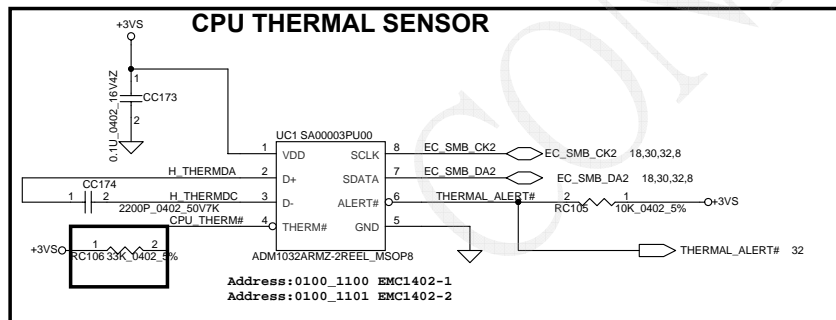 CPU THERMAL SENSOR
+3VS
1
CC173
2
0.1U_0402_16V4Z
UC1 SA00003PU00
1 VDD SCLK 8 EC_SMB_CK2 EC_SMB_CK2 18,30,32,8
H_THERMDA 2 D+ SDATA 7 EC_SMB_DA2 EC_SMB_DA2 18,30,32,8
CC174
1 2 H_THERMDC 3 D- ALERT# 6 THERMAL_ALERT# 2 1 +3VS
2200P_0402_50V7K RC105 10K_0402_5%
CPU_THERM# 4 THERM# GND 5
+3VS 1 2
RC106 33K_0402_5%
THERMAL_ALERT# 32
ADM1032ARMZ-2REEL_MSOP8
Address:0100_1100 EMC1402-1
Address:0100_1101 EMC1402-2